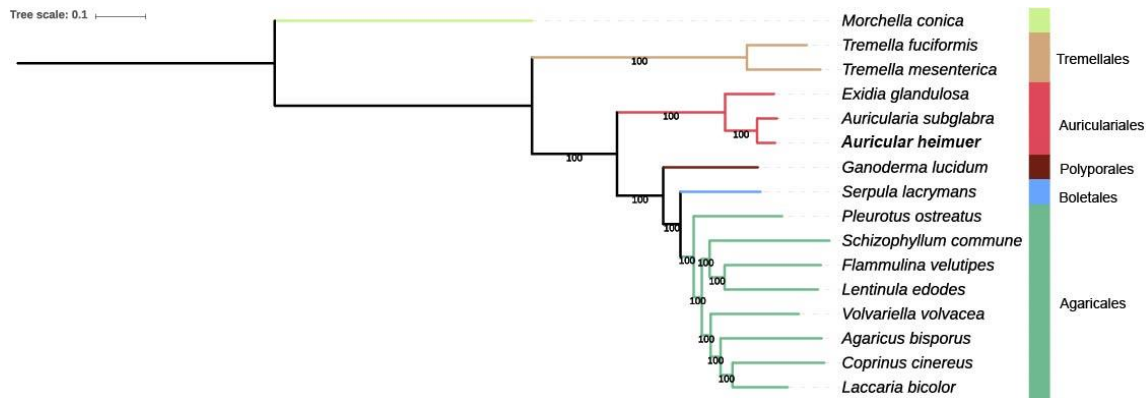 Tree scale: 0.1
Morchella conica
Tremella fuciformis
Tremella mesenterica
Tremellales
100
Exidia glandulosa
Auricularia subglabra
Auricular heimuer
Auriculariales
100
100
100
Ganoderma lucidum
Polyporales
Serpula lacrymans
Boletales
100
100
Pleurotus ostreatus
Schizophyllum commune
Flammulina velutipes
Lentinula edodes
Volvariella volvacea
Agaricus bisporus
Coprinus cinereus
Laccaria bicolor
Agaricales
100
100
100
100
100
100
100